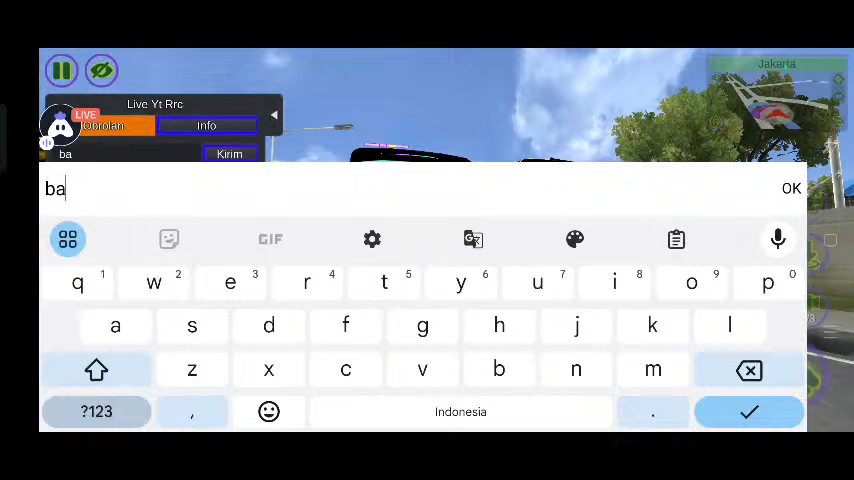 Jakarta
Live Yt Rrc
LIVE
Obrolan Info
ba Kirim
ba OK
GIF
q 1 w 2 e 3 r 4 t 5 y 6 u 7 i 8 o 9 p 0
a s d f g h j k l
z x c v b n m
?123 , Indonesia .